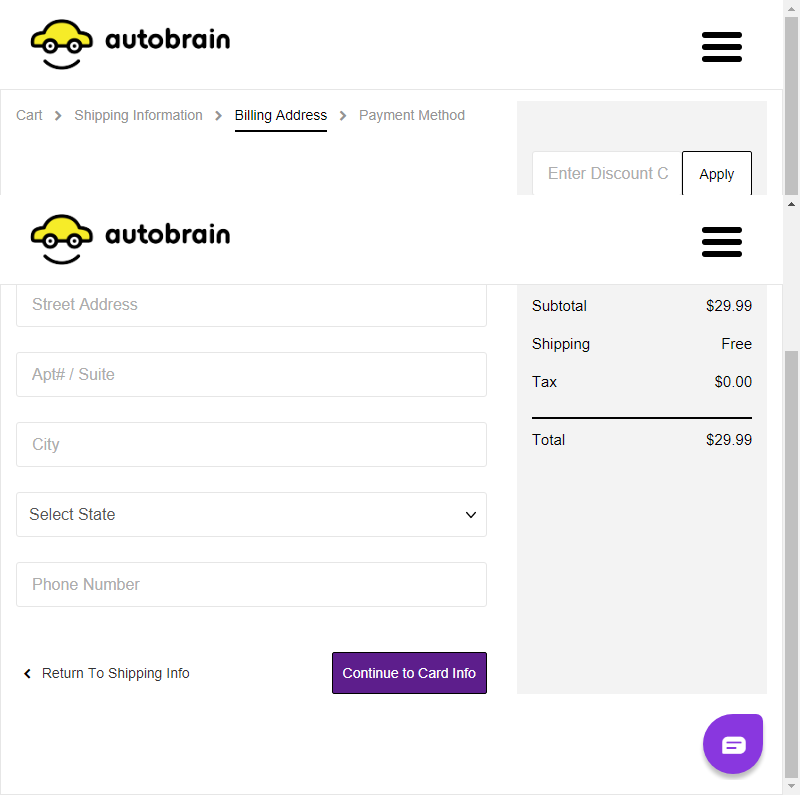 autobrain
Cart
Shipping Information
Billing Address
Payment Method
Enter Discount C
Apply
autobrain
Street Address
Apt# / Suite
City
Select State
Phone Number
Return To Shipping Info
Continue to Card Info
Subtotal $29.99
Shipping Free
Tax $0.00
Total $29.99